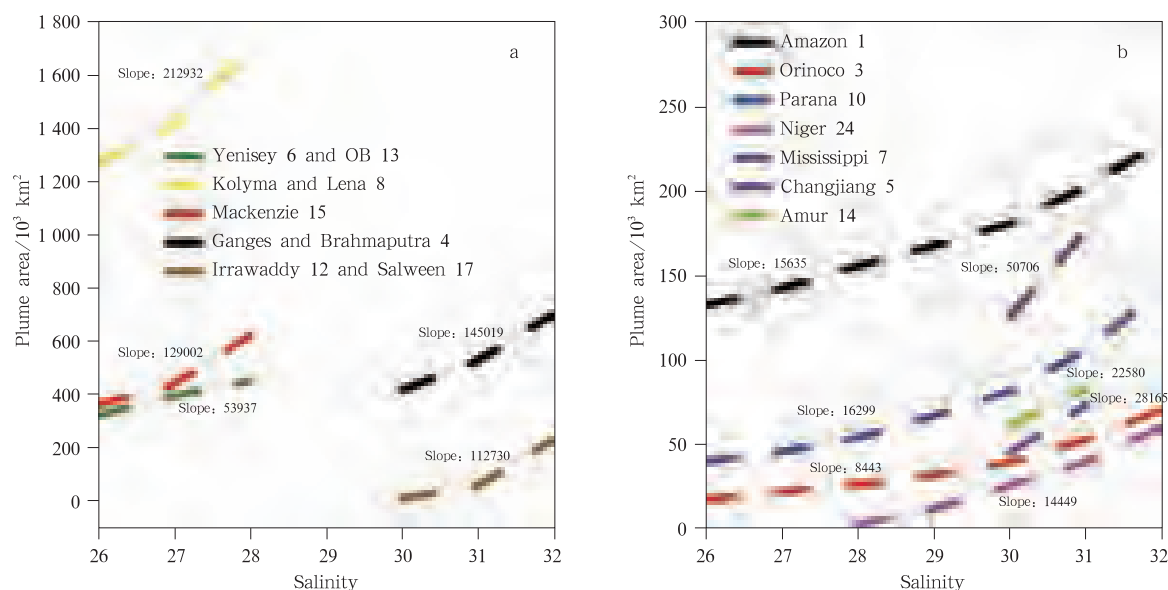 1 800
1 600
1 400
1 200
1 000
800
600
400
200
0
Plume area/10³ km²
26
27
28
29
30
31
32
Salinity
a
Slope: 212932
Yenisey 6 and OB 13
Kolyma and Lena 8
Mackenzie 15
Ganges and Brahmaputra 4
Irrawaddy 12 and Salween 17
Slope: 145019
Slope: 129002
Slope: 53937
Slope: 112730
300
250
200
150
100
50
0
Plume area/10³ km²
26
27
28
29
30
31
32
Salinity
b
Amazon 1
Orinoco 3
Parana 10
Niger 24
Mississippi 7
Changjiang 5
Amur 14
Slope: 15635
Slope: 50706
Slope: 22580
Slope: 28165
Slope: 16299
Slope: 8443
Slope: 14449